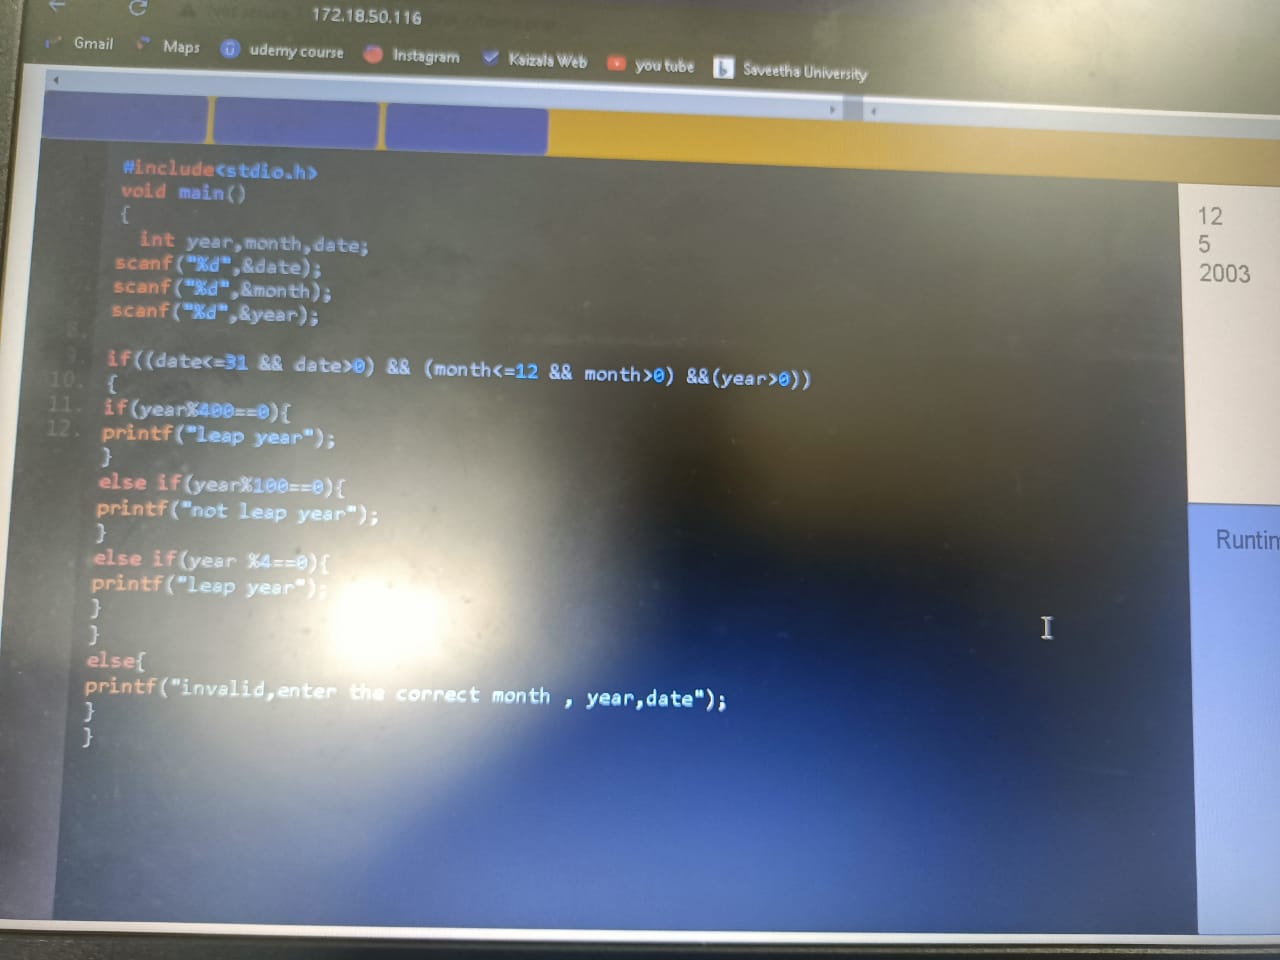 172.18.50.116
Gmail Maps udemy course Instagram Kaizala Web you tube Saveetha University
#include<stdio.h>
void main()
{
int year,month,date;
scanf("%d",&date);
scanf("%d",&month);
scanf("%d",&year);
8.
9. if((date<=31 && date>0) && (month<=12 && month>0) &&(year>0))
10. {
11. if(year%400==0){
12. printf("leap year");
}
else if(year%100==0){
printf("not leap year");
}
else if(year %4==0){
printf("leap year");
}
}
else{
printf("invalid,enter the correct month , year,date");
}
}
12
5
2003